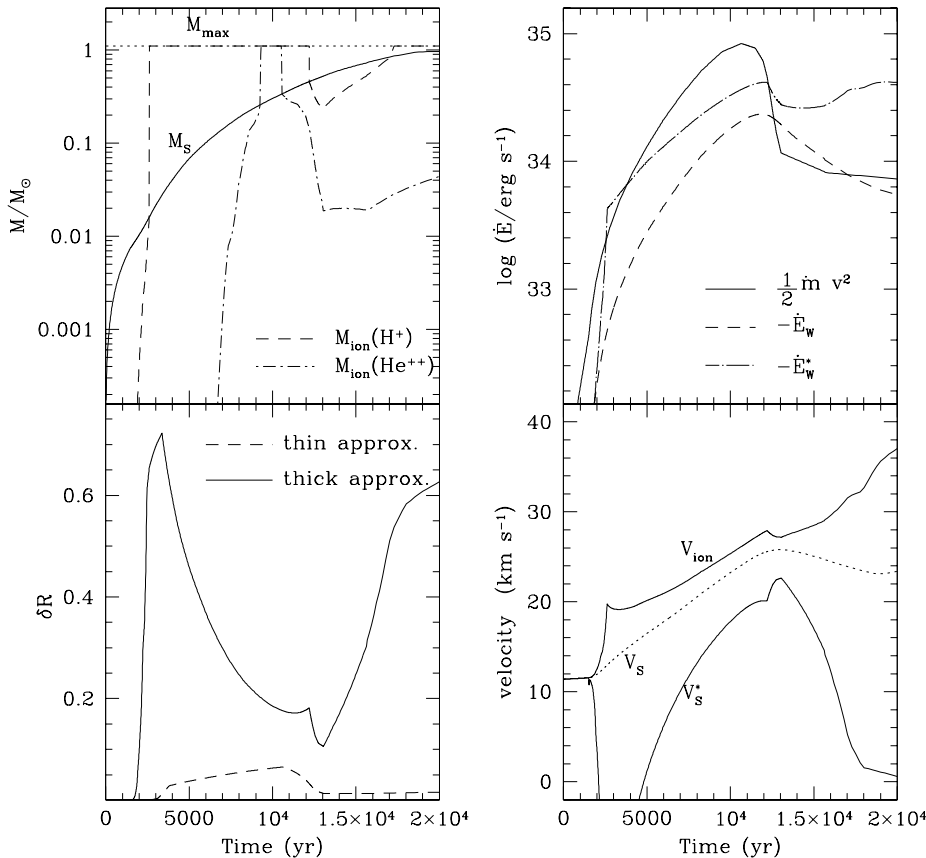 M_max
1
0.1
0.01
0.001
M/M_☉
M_S
M_ion(H⁺)
M_ion(He⁺⁺)
35
34
33
log (Ė/erg s⁻¹)
1/2 ṁ v²
−Ė_W
−Ė*_W
thin approx.
thick approx.
0.6
0.4
0.2
δR
0
5000
10⁴
1.5×10⁴
2×10⁴
Time (yr)
40
30
20
10
0
velocity (km s⁻¹)
V_ion
V_S
V*_S
0
5000
10⁴
1.5×10⁴
2×10⁴
Time (yr)